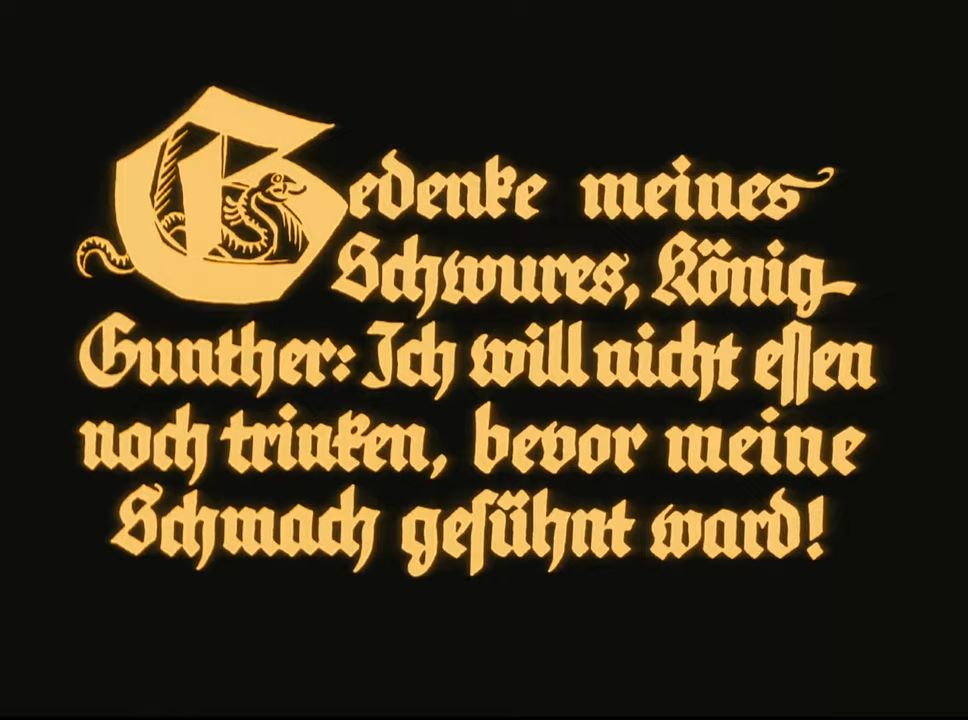 Gedenke meines
Schwures, König
Gunther: Ich will nicht essen
noch trinken, bevor meine
Schmach gesühnt ward!